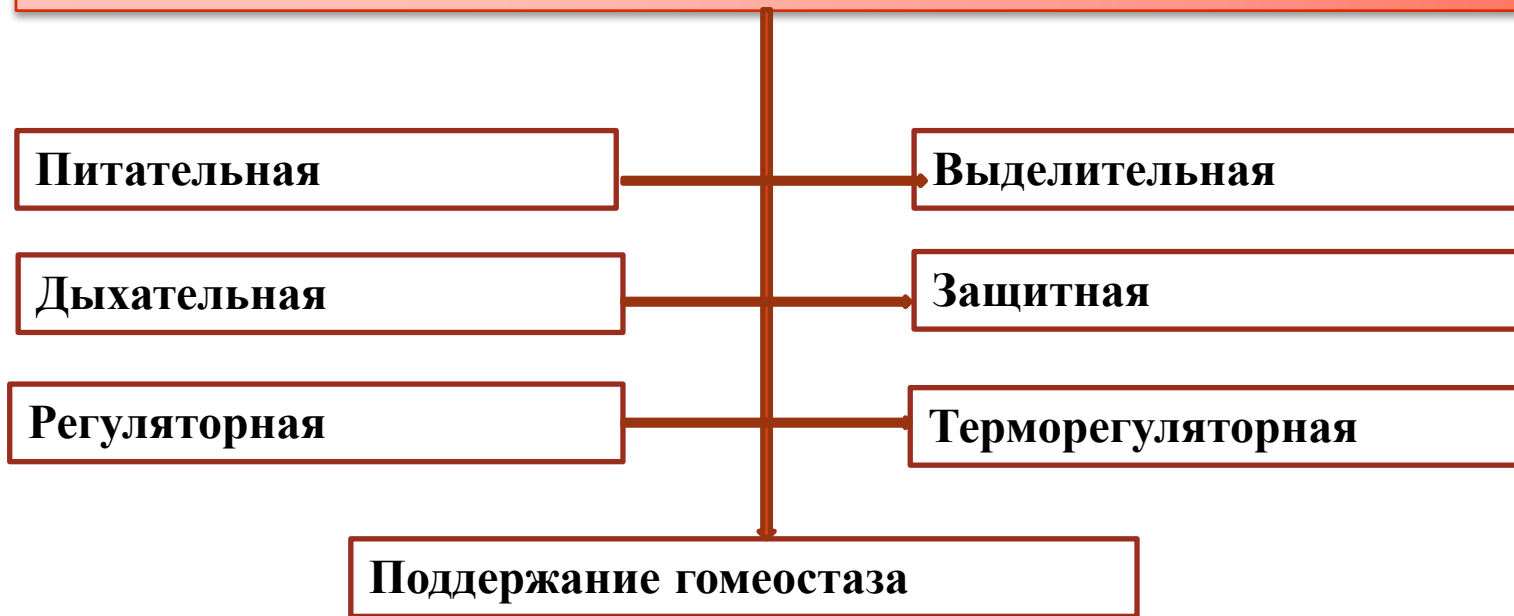 Питательная
Выделительная
Дыхательная
Защитная
Регуляторная
Терморегуляторная
Поддержание гомеостаза